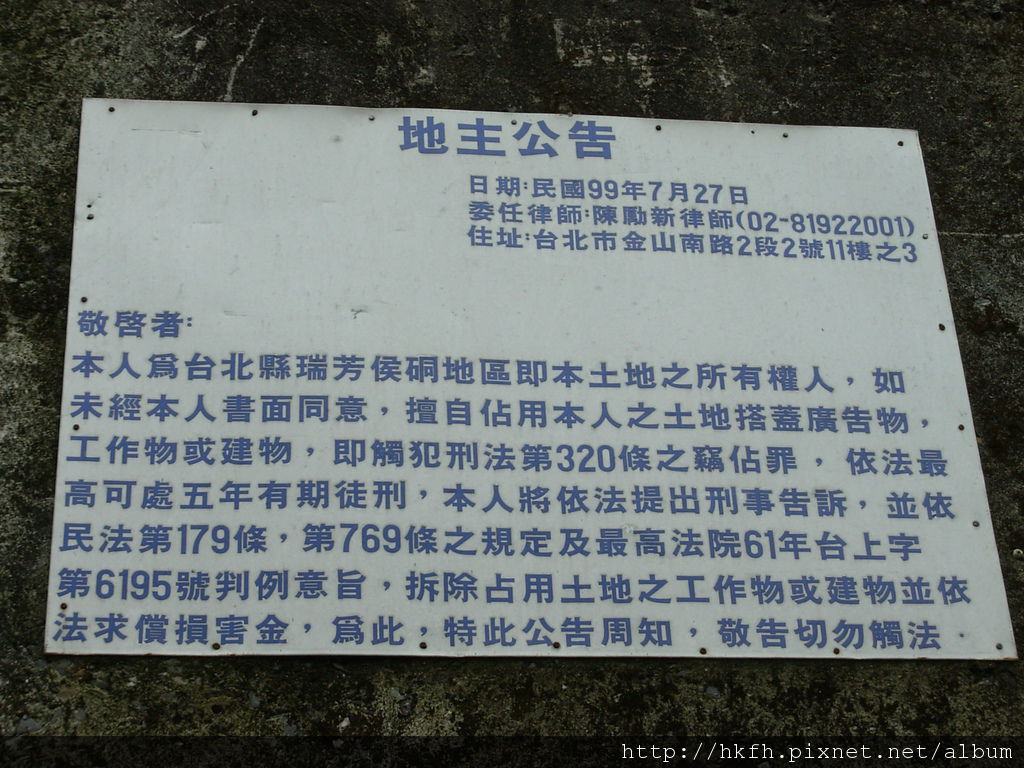 地主公告
日期:民國99年7月27日
委任律師:陳勵新律師(02-81922001)
住址:台北市金山南路2段2號11樓之3
敬啓者:
本人爲台北縣瑞芳侯硐地區即本土地之所有權人，如
未經本人書面同意，擅自佔用本人之土地搭蓋廣告物，
工作物或建物，即觸犯刑法第320條之竊佔罪，依法最
高可處五年有期徒刑，本人將依法提出刑事告訴，並依
民法第179條，第769條之規定及最高法院61年台上字
第6195號判例意旨，拆除占用土地之工作物或建物並依
法求償損害金，爲此，特此公告周知，敬告切勿觸法．
http://hkfh.pixnet.net/album